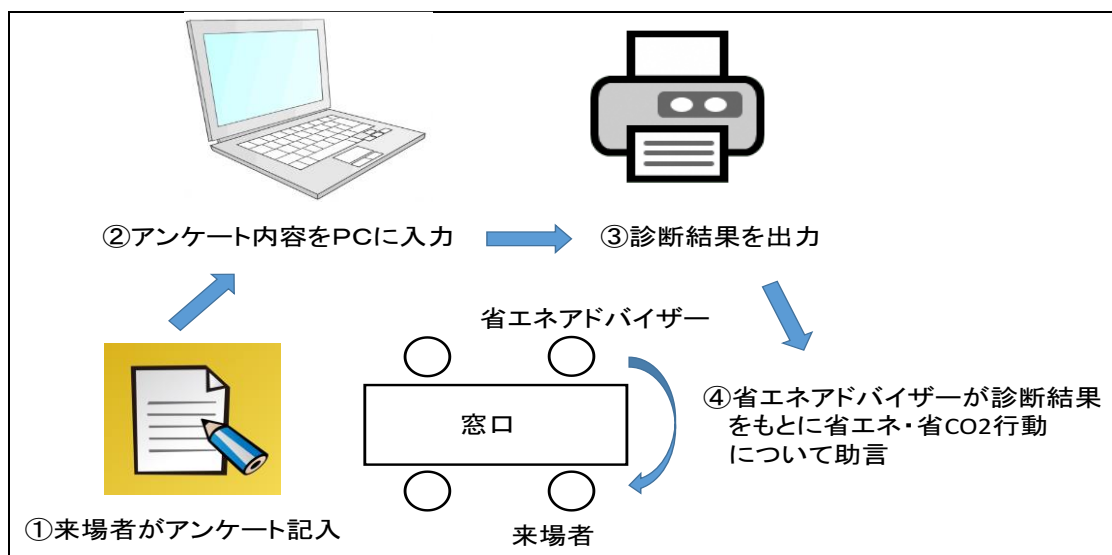 ②アンケート内容をPCに入力
③診断結果を出力
省エネアドバイザー
窓口
④省エネアドバイザーが診断結果
をもとに省エネ・省CO2行動
について助言
①来場者がアンケート記入
来場者